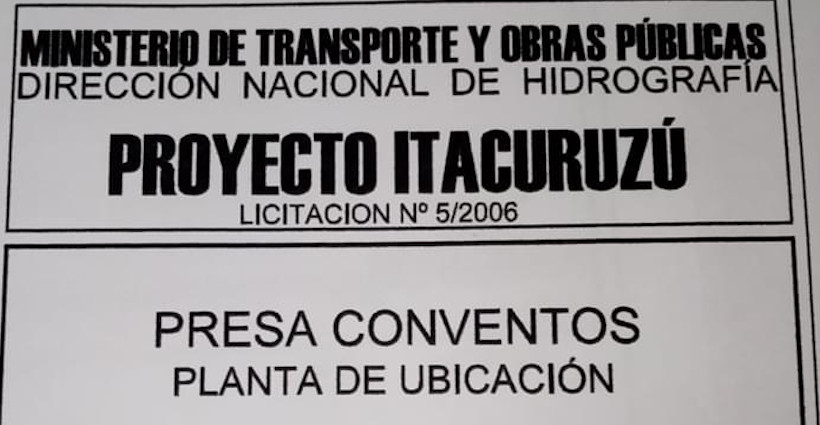 MINISTERIO DE TRANSPORTE Y OBRAS PÚBLICAS
DIRECCIÓN NACIONAL DE HIDROGRAFÍA
PROYECTO ITACURUZÚ
LICITACION Nº 5/2006
PRESA CONVENTOS
PLANTA DE UBICACIÓN